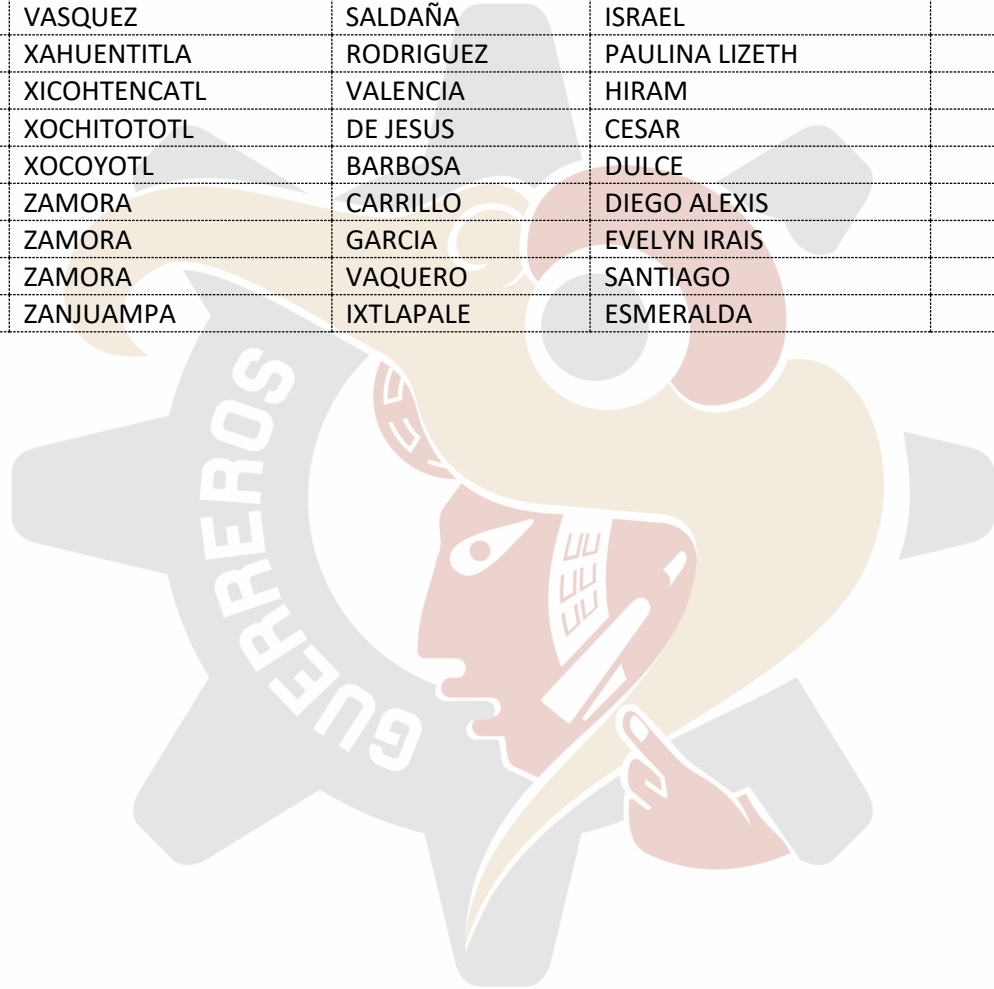 VASQUEZ SALDAÑA ISRAEL
XAHUENTITLA RODRIGUEZ PAULINA LIZETH
XICOHTENCATL VALENCIA HIRAM
XOCHITOTOTL DE JESUS CESAR
XOCOYOTL BARBOSA DULCE
ZAMORA CARRILLO DIEGO ALEXIS
ZAMORA GARCIA EVELYN IRAIS
ZAMORA VAQUERO SANTIAGO
ZANJUAMPA IXTLAPALE ESMERALDA
GUERREROS